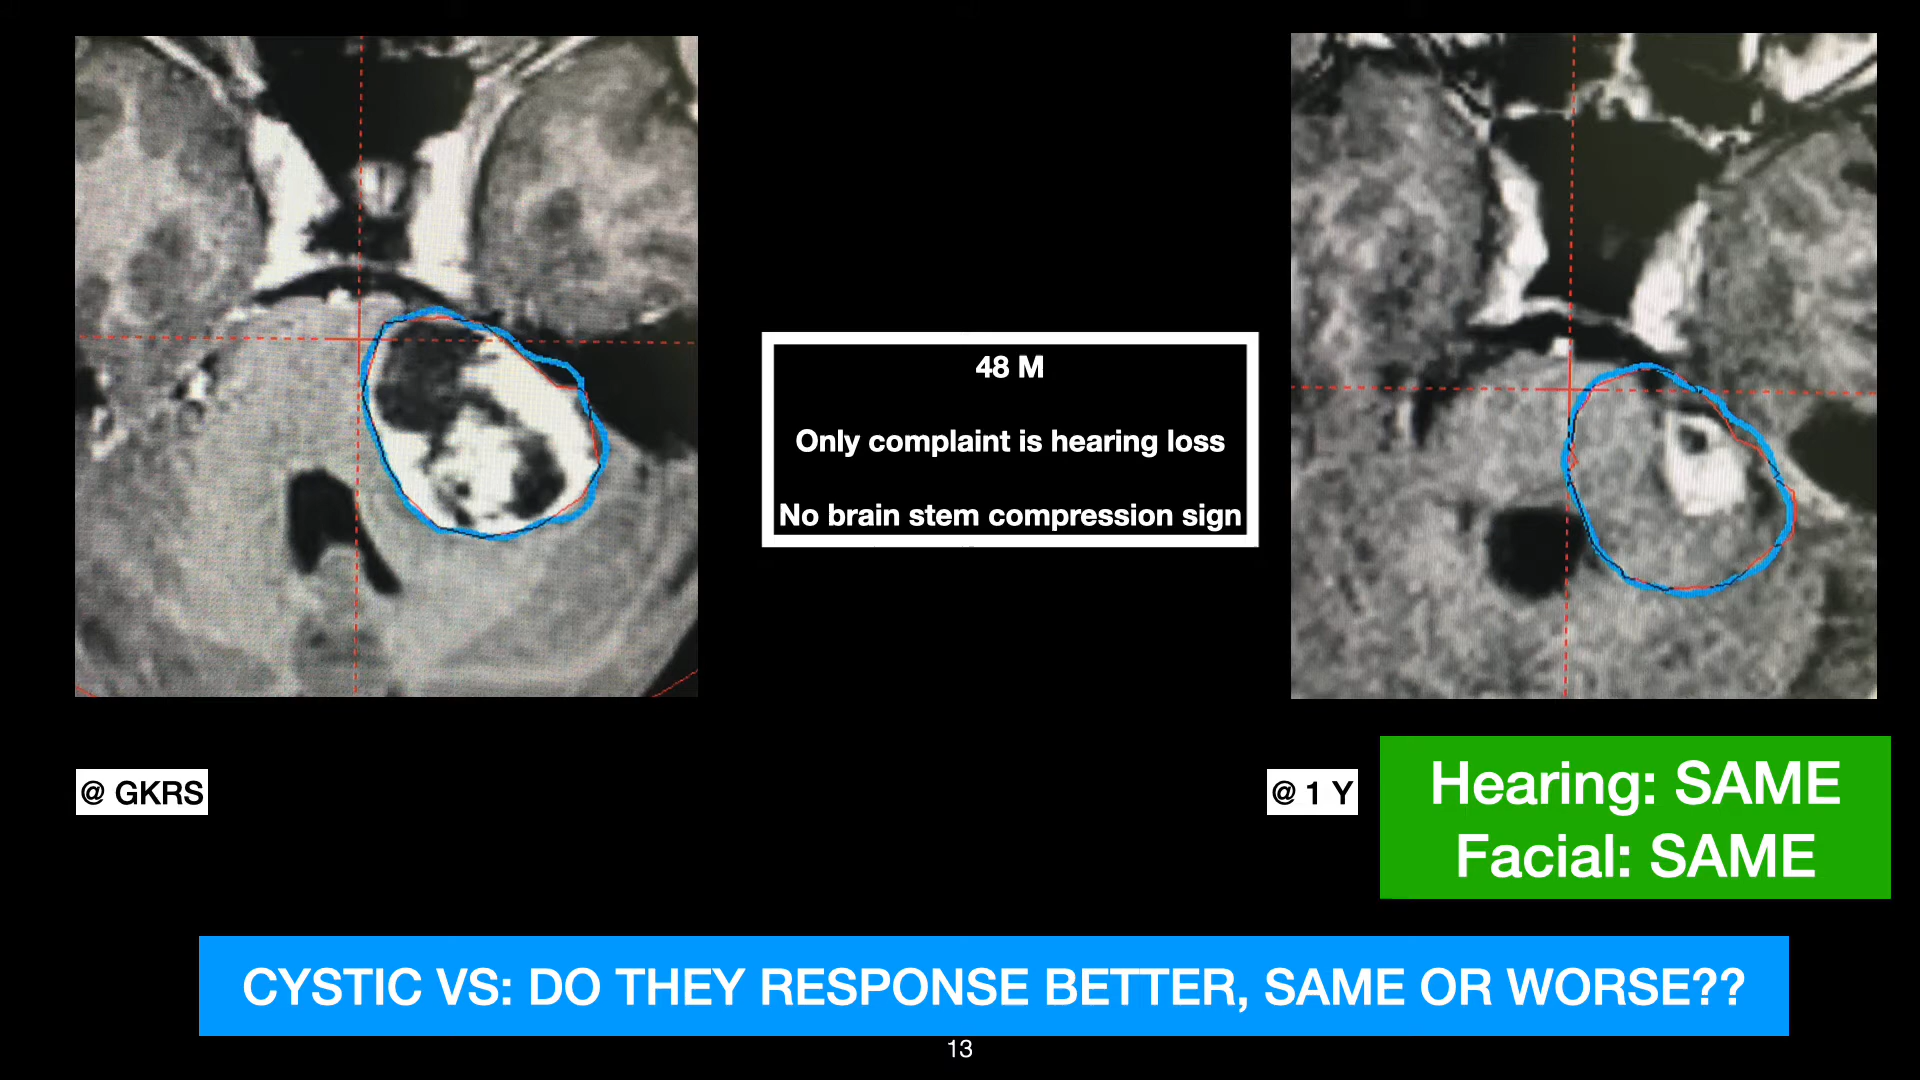 48 M
Only complaint is hearing loss
No brain stem compression sign
@ GKRS
@ 1 Y
Hearing: SAME
Facial: SAME
CYSTIC VS: DO THEY RESPONSE BETTER, SAME OR WORSE??
13